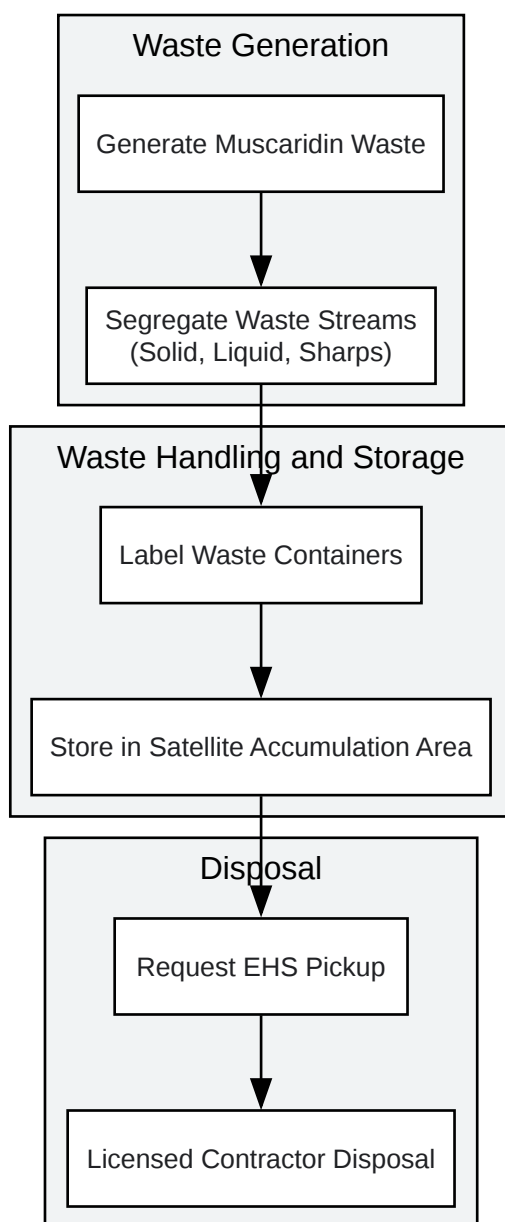 Waste Generation
Generate Muscaridin Waste
Segregate Waste Streams
(Solid, Liquid, Sharps)
Waste Handling and Storage
Label Waste Containers
Store in Satellite Accumulation Area
Disposal
Request EHS Pickup
Licensed Contractor Disposal